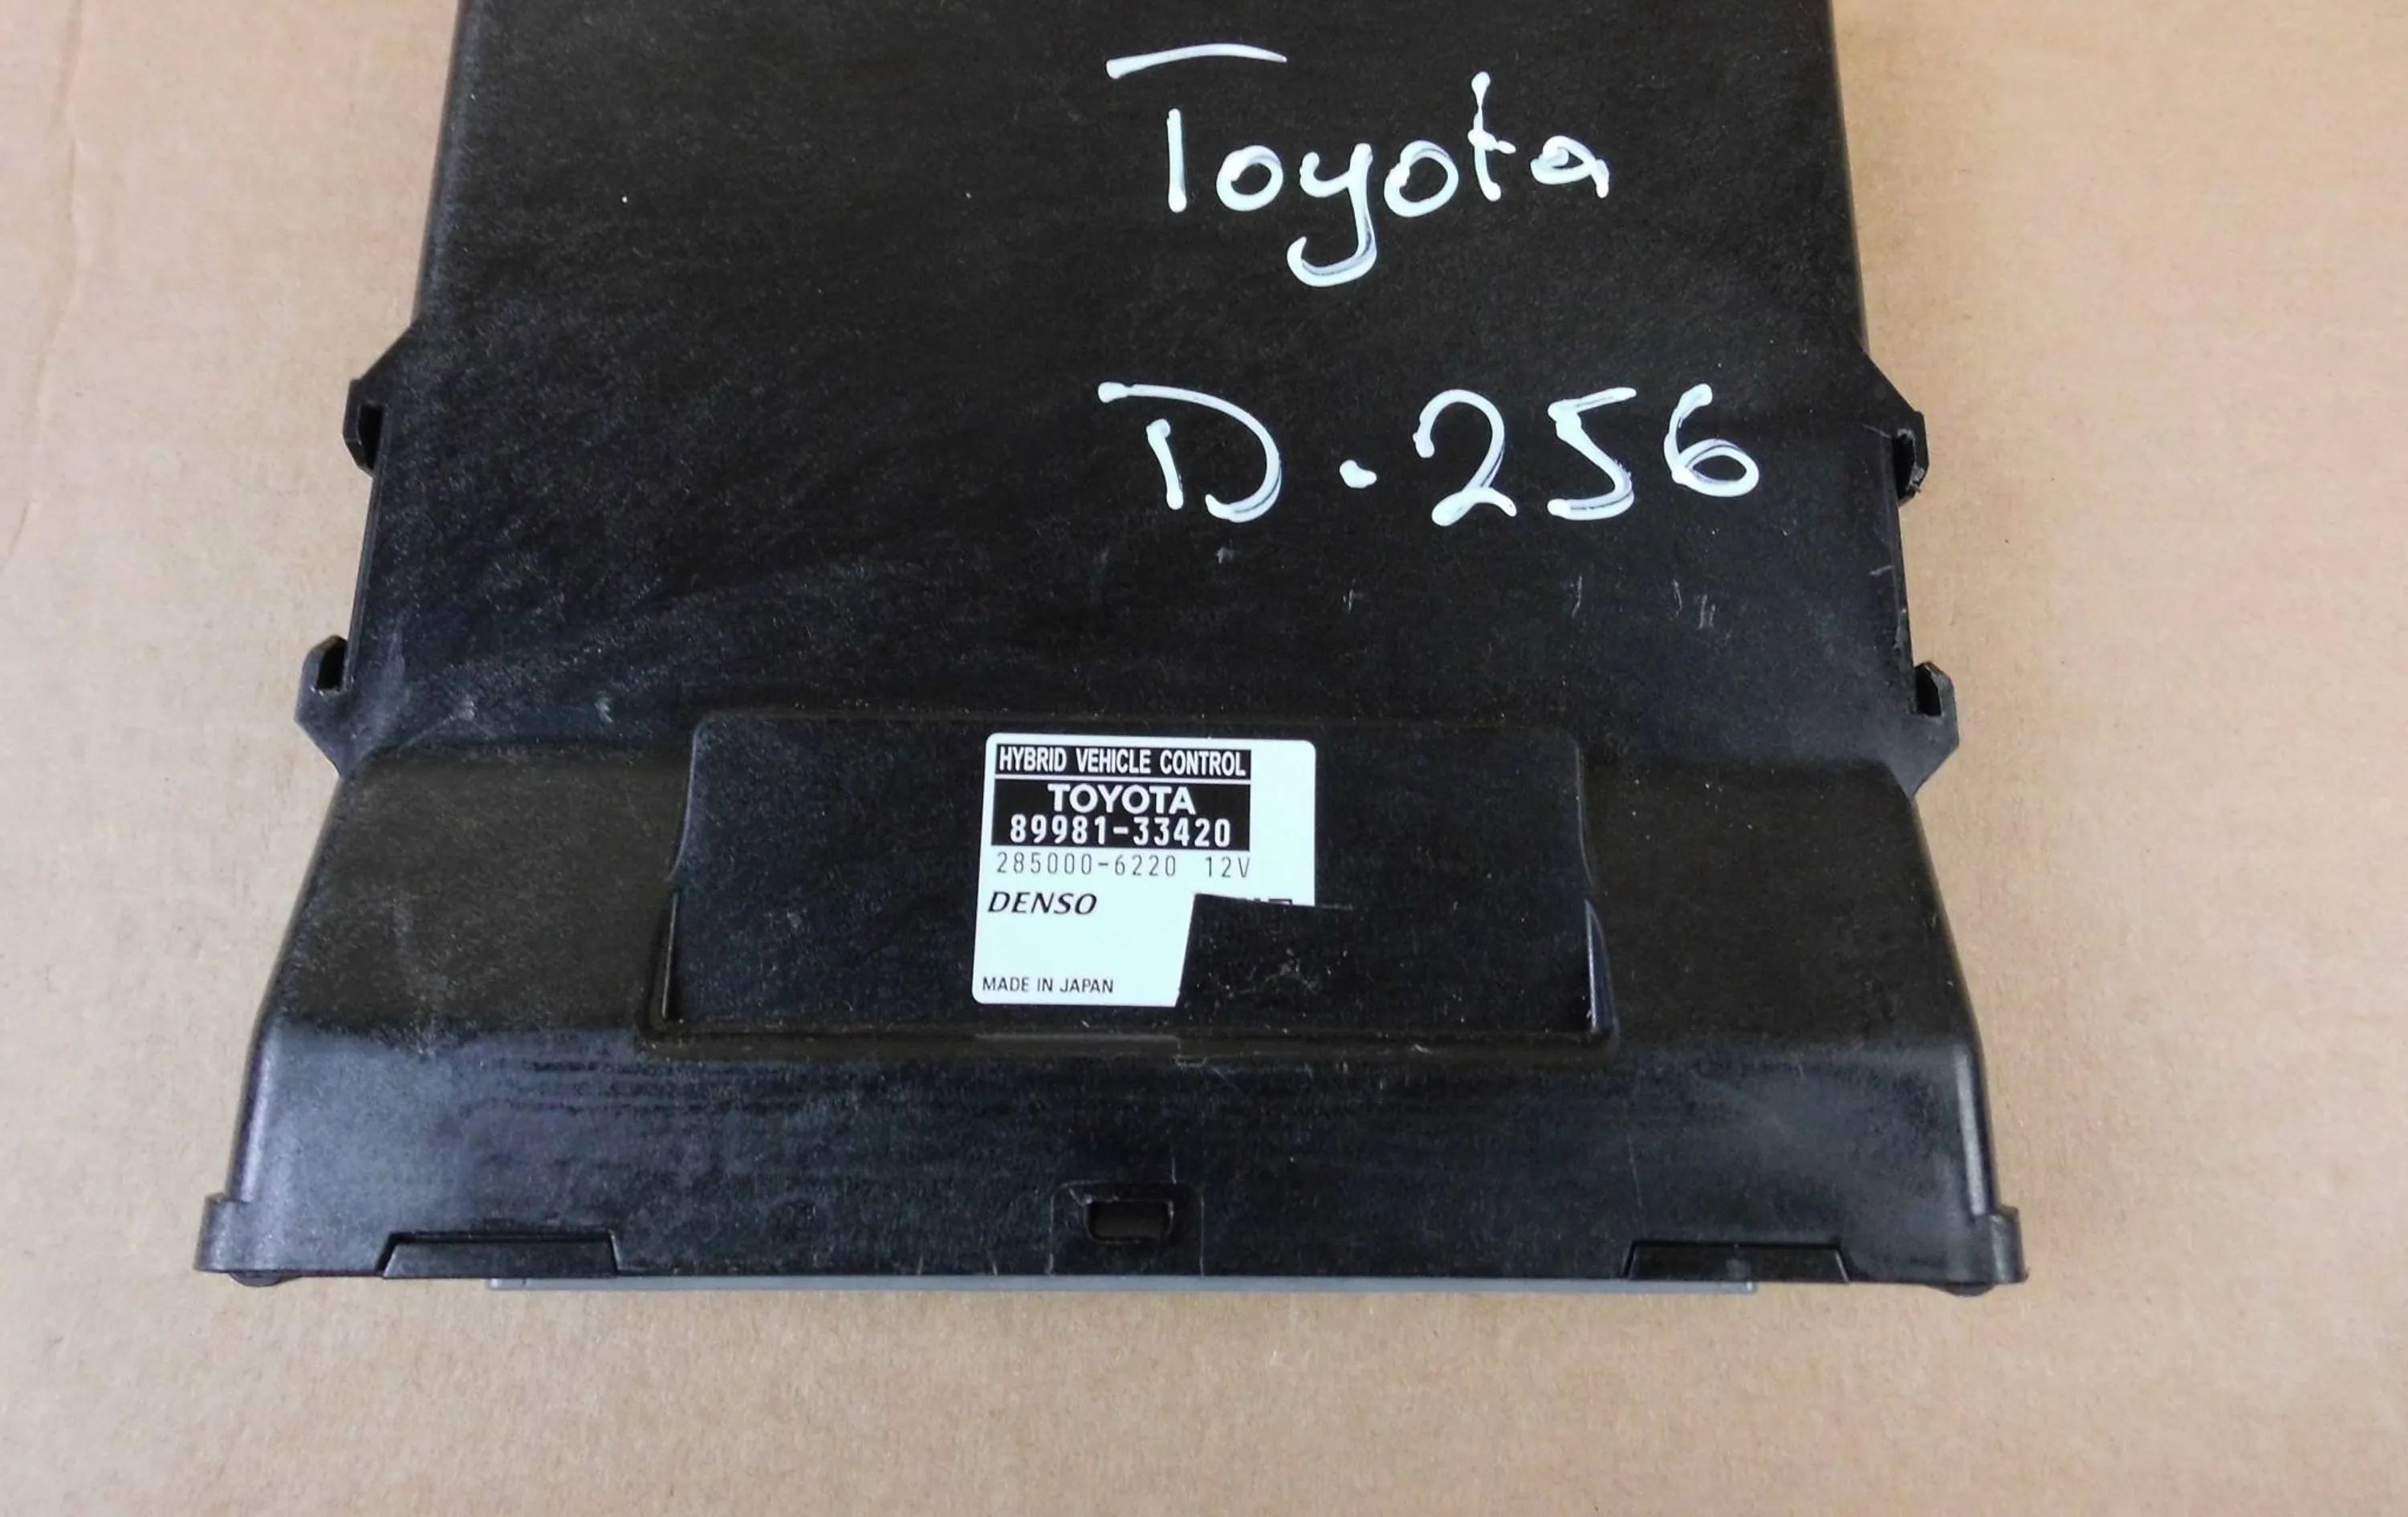 Toyota
D.256
HYBRID VEHICLE CONTROL
TOYOTA
89981-33420
285000-6220 12V
DENSO
MADE IN JAPAN